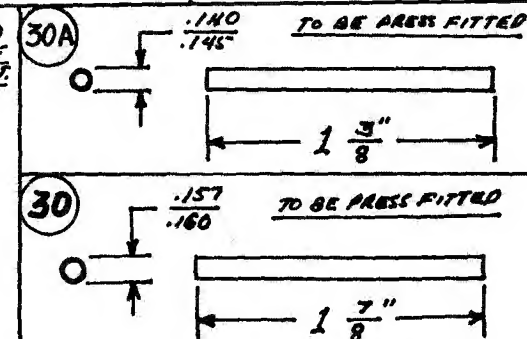 30A
.140
.145
TO BE PRESS FITTED
1 3/8"
30
.157
.160
TO BE PRESS FITTED
1 7/8"